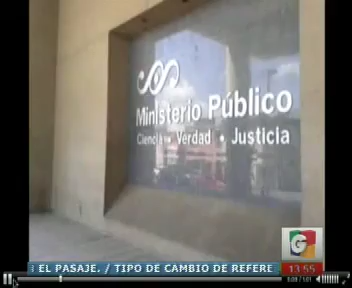 Ministerio Público
Ciencia • Verdad • Justicia
G
EL PASAJE. / TIPO DE CAMBIO DE REFERE
13:55